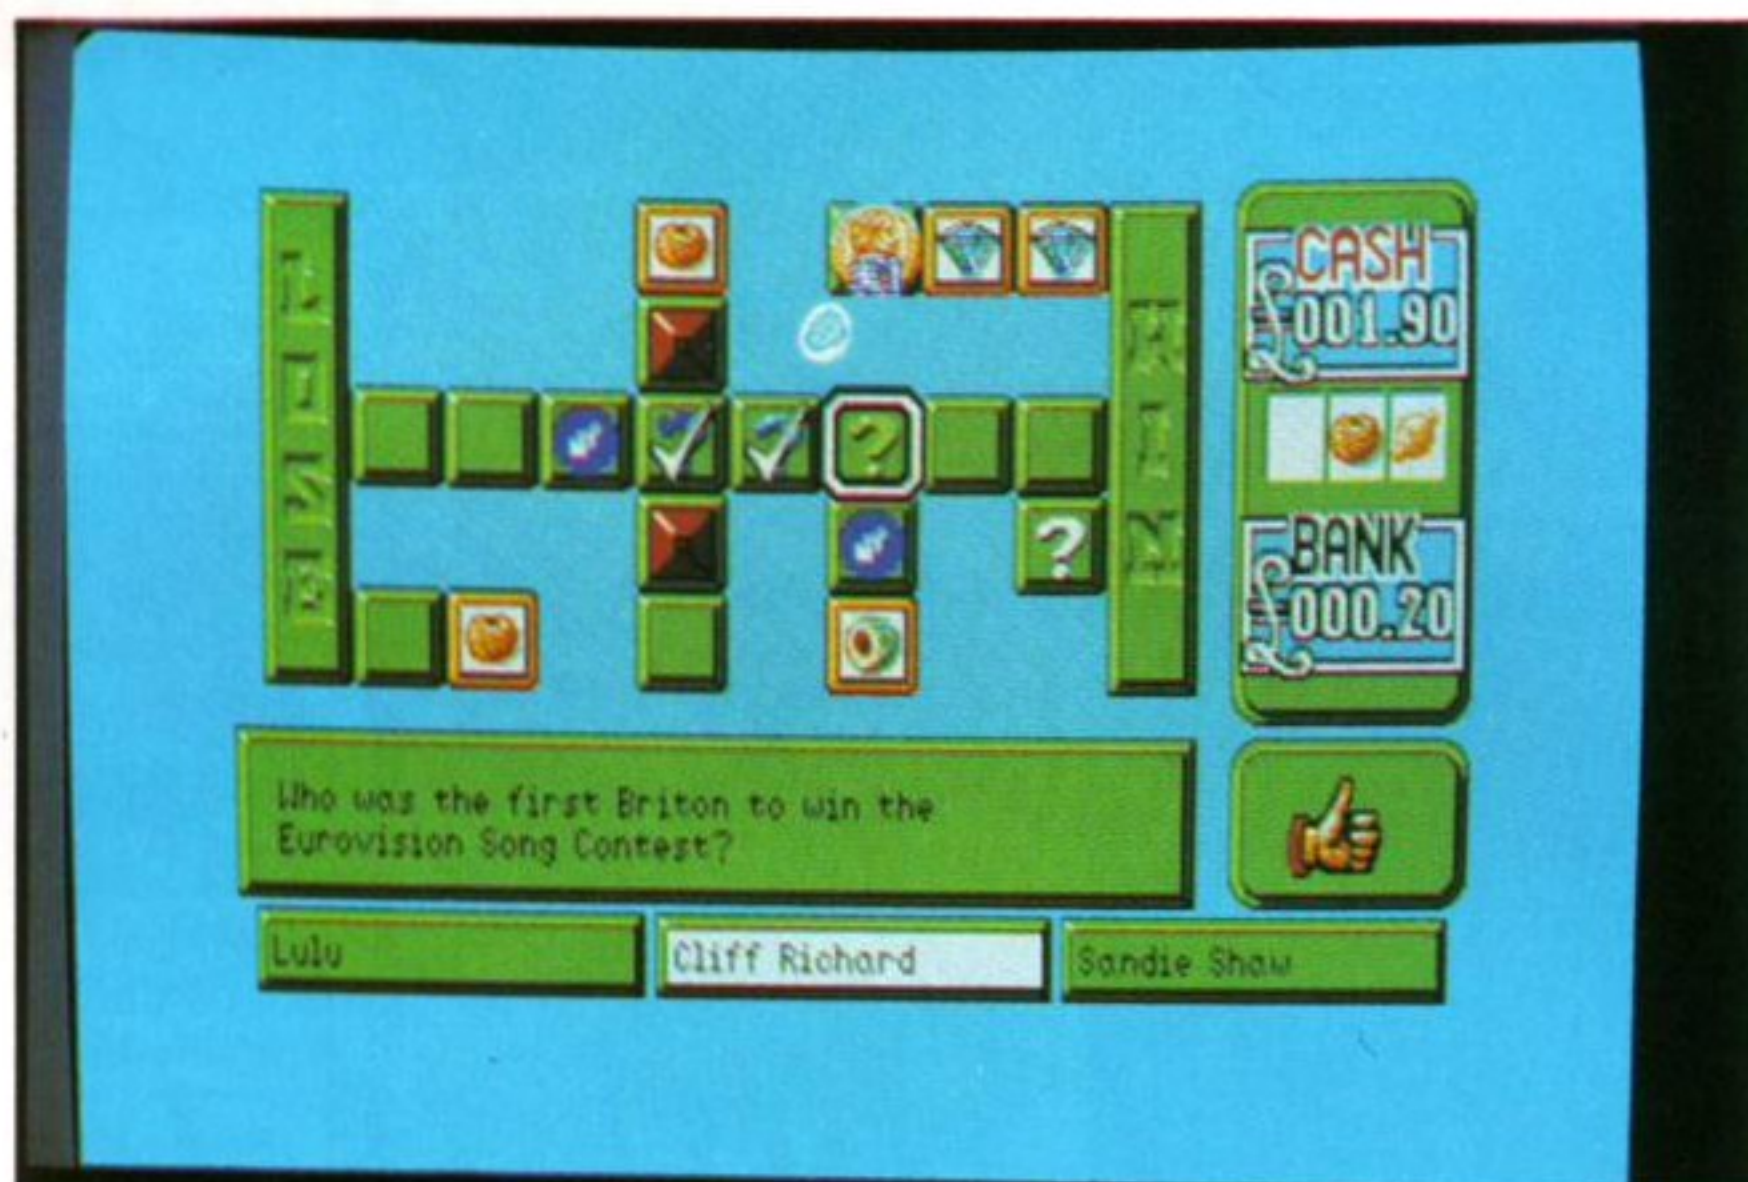 CASH
£001.90
?
?
BANK
£000.20
Who was the first Briton to win the
Eurovision Song Contest?
Lulu
Cliff Richard
Sandie Shaw